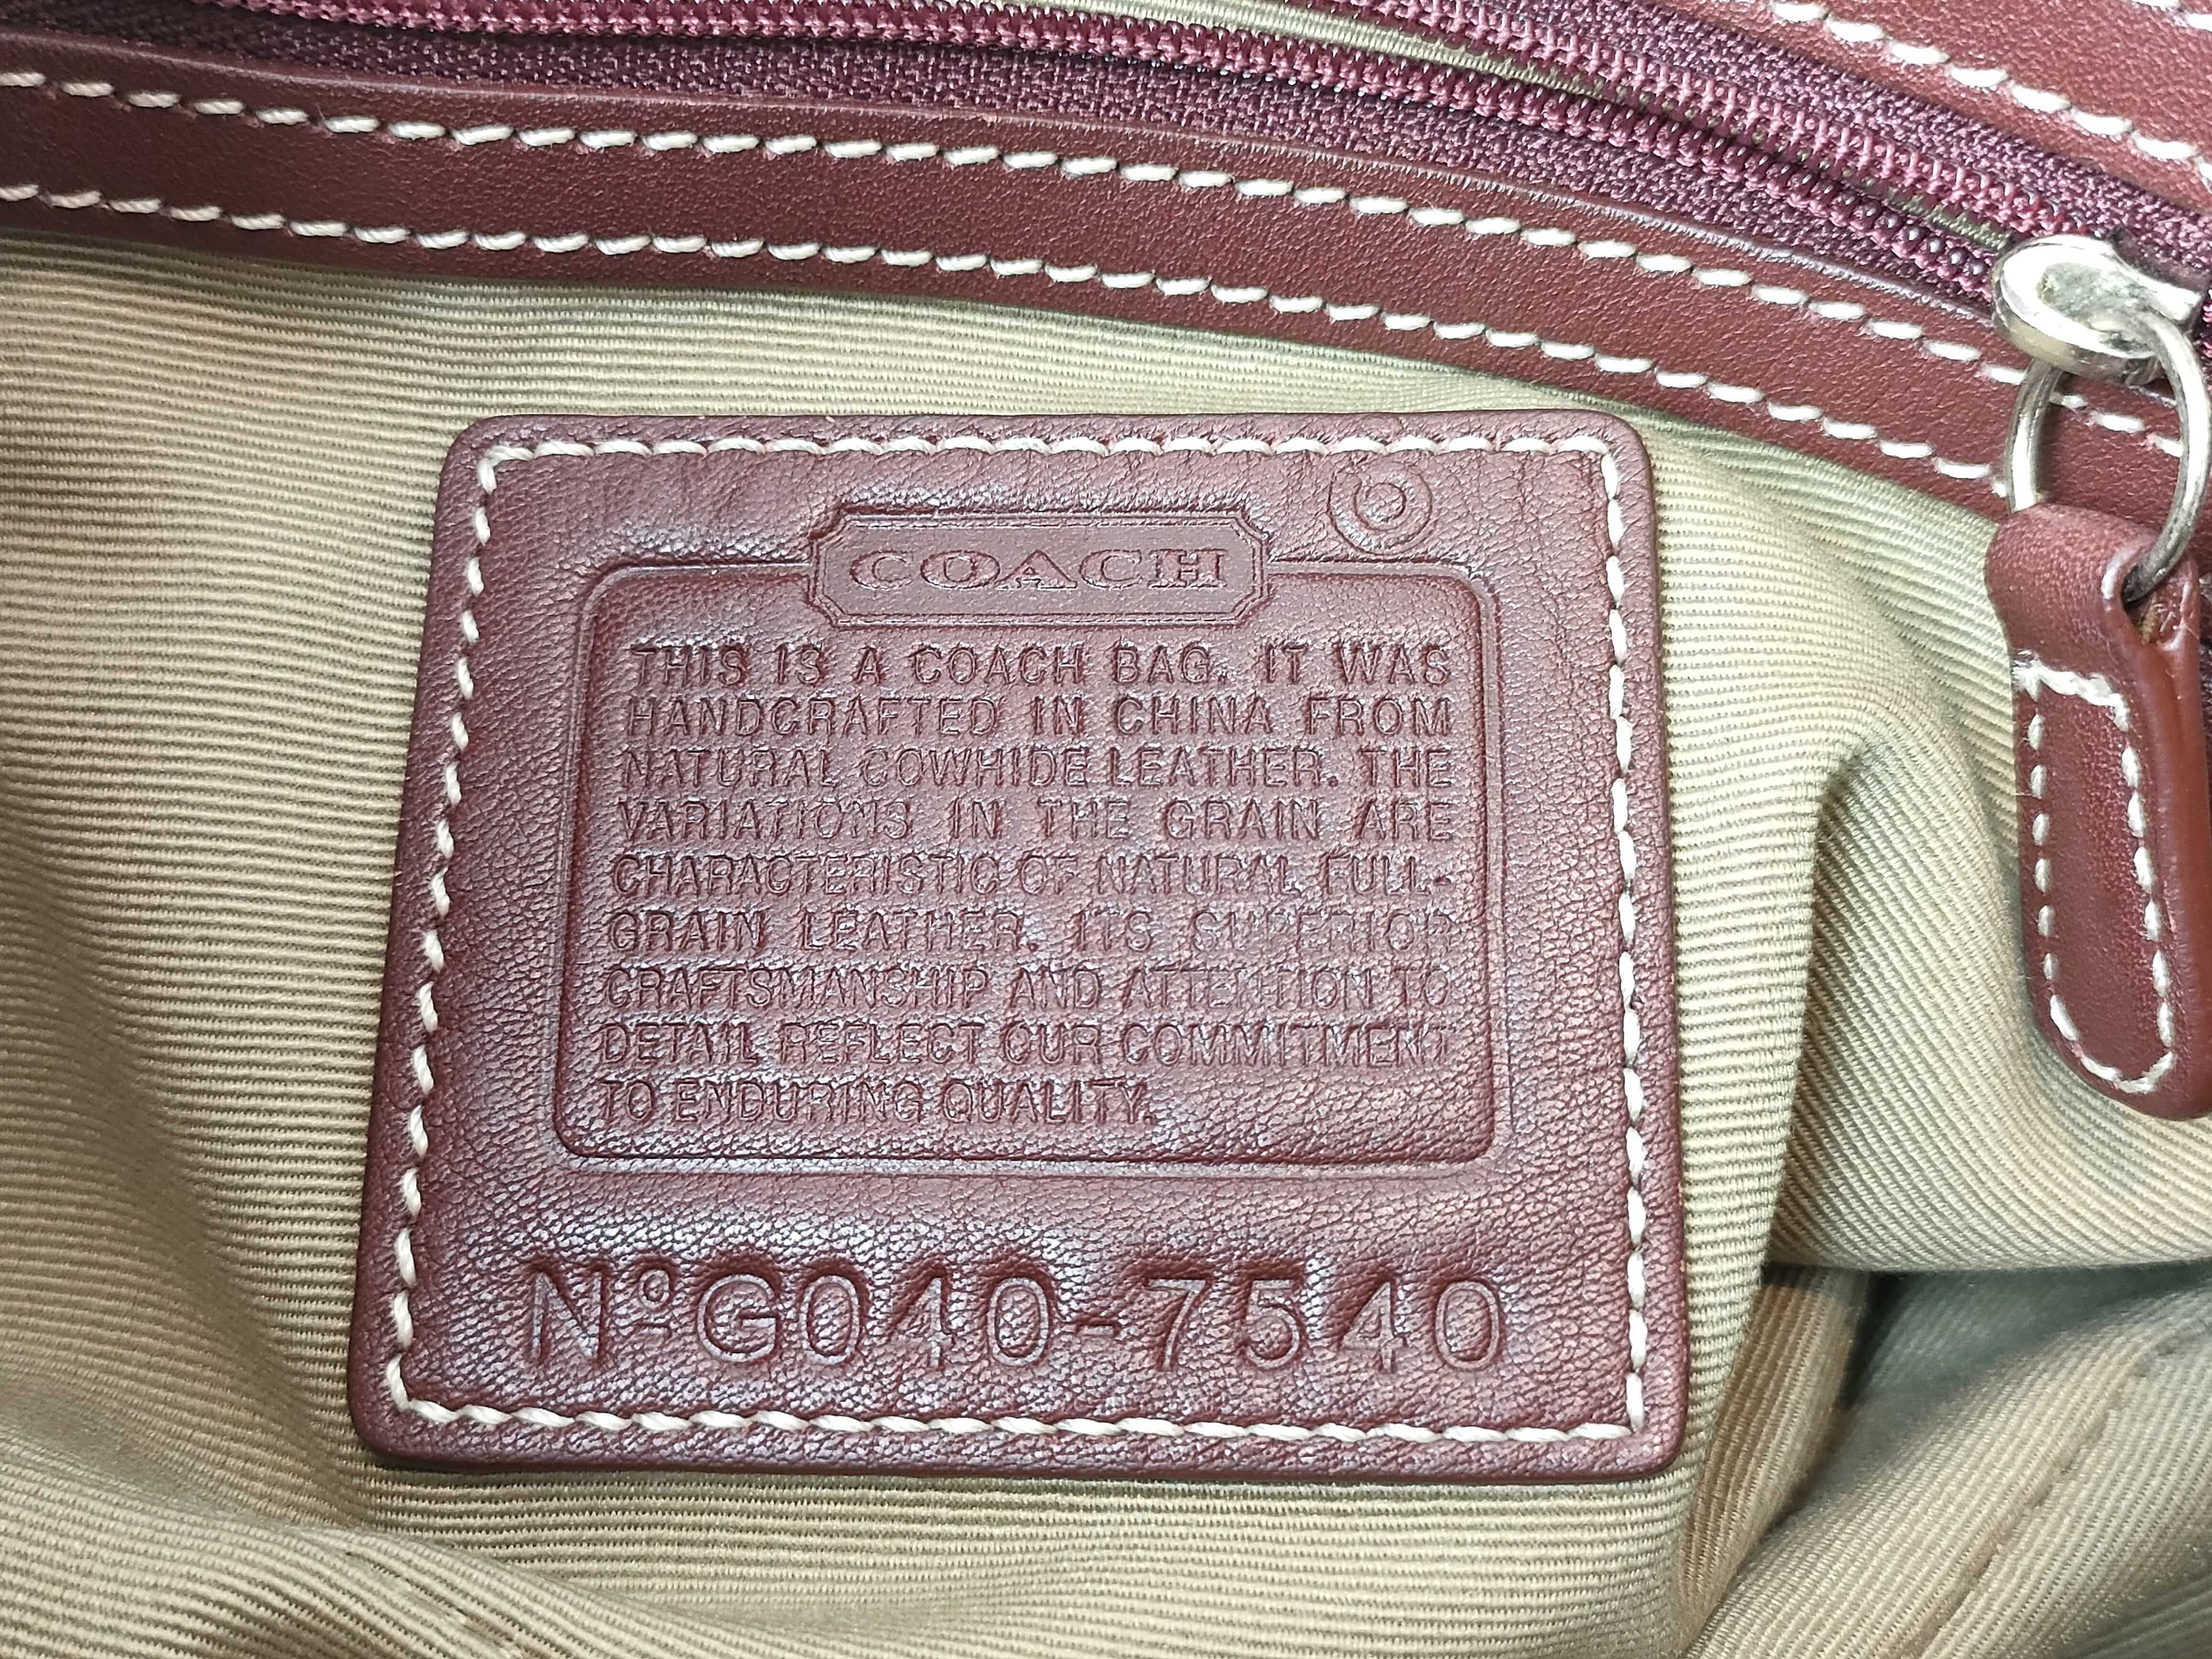 COACH
THIS IS A COACH BAG. IT WAS
HANDCRAFTED IN CHINA FROM
NATURAL COWHIDE LEATHER. THE
VARIATIONS IN THE GRAIN ARE
CHARACTERISTIC OF NATURAL FULL-
GRAIN LEATHER. ITS SUPERIOR
CRAFTSMANSHIP AND ATTENTION TO
DETAIL REFLECT OUR COMMITMENT
TO ENDURING QUALITY.
Nº G040-7540